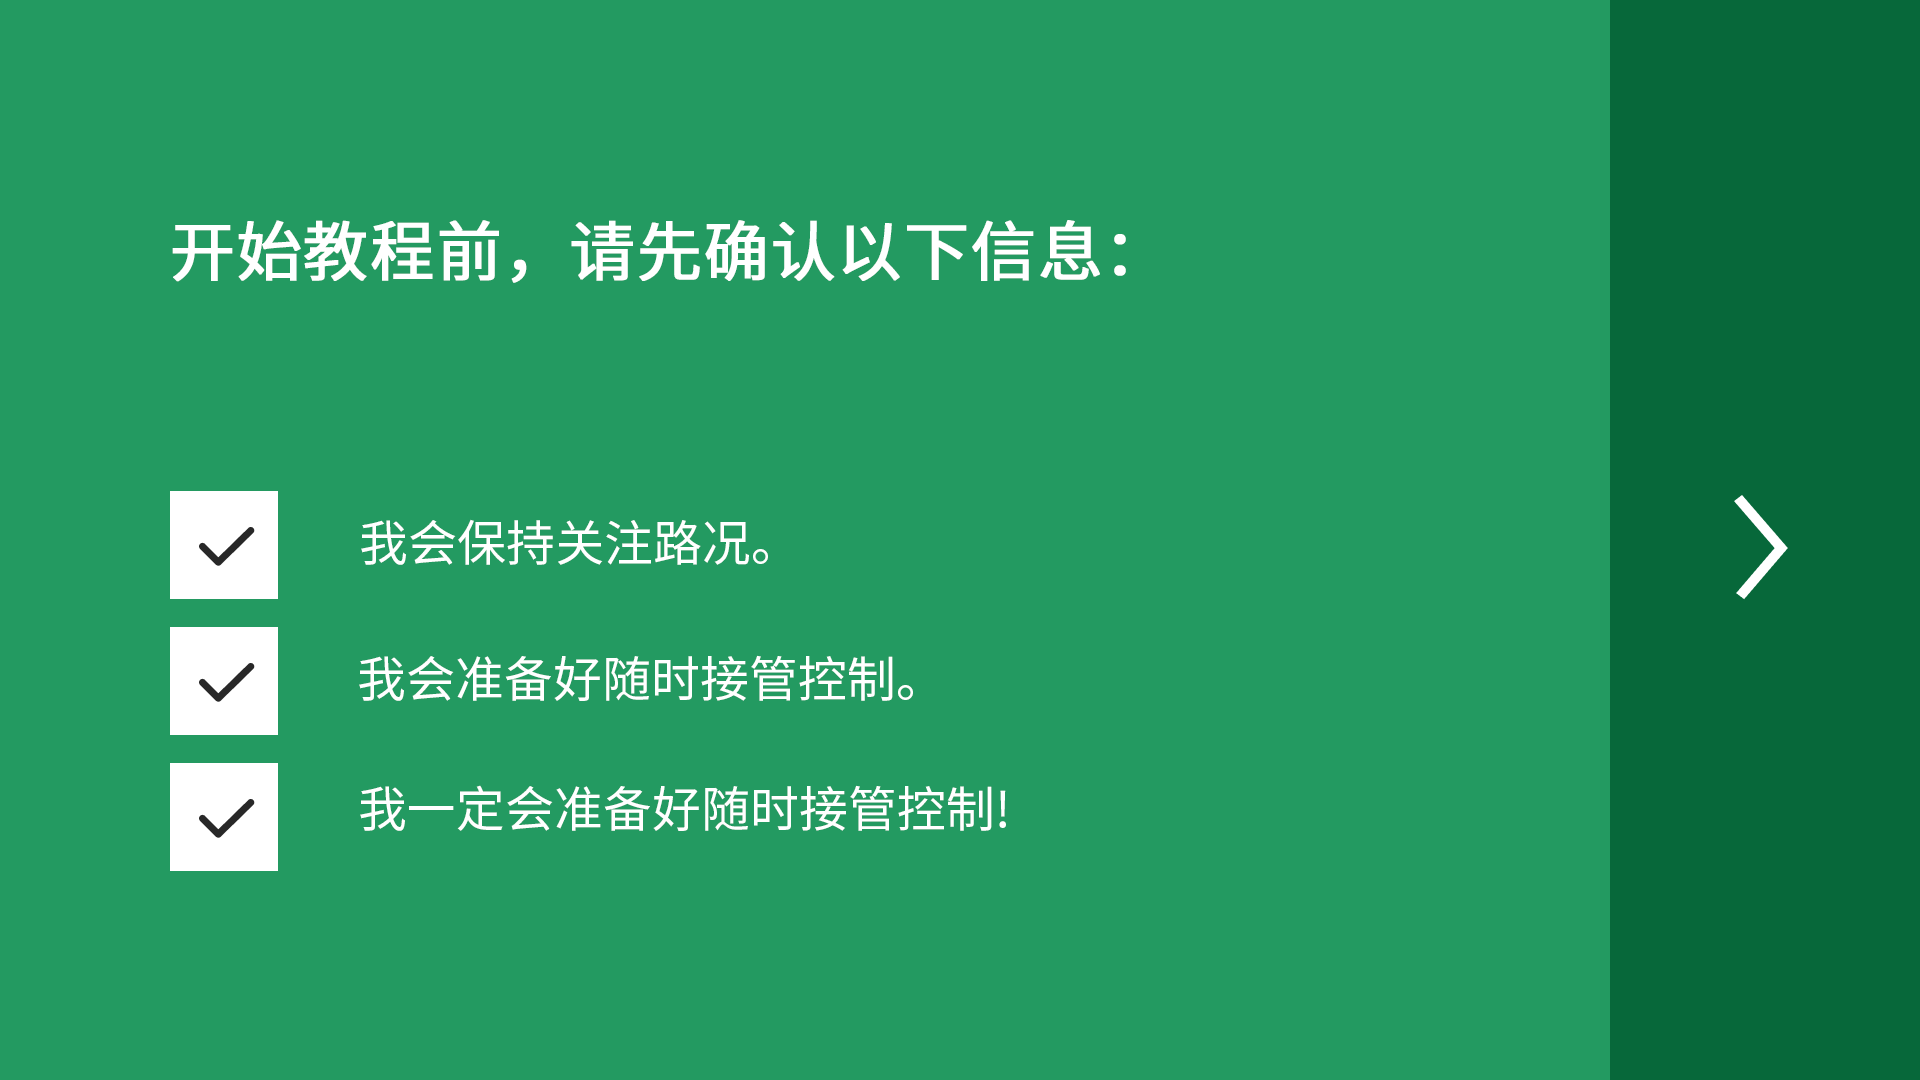 开始教程前，请先确认以下信息：
我会保持关注路况。
我会准备好随时接管控制。
我一定会准备好随时接管控制!